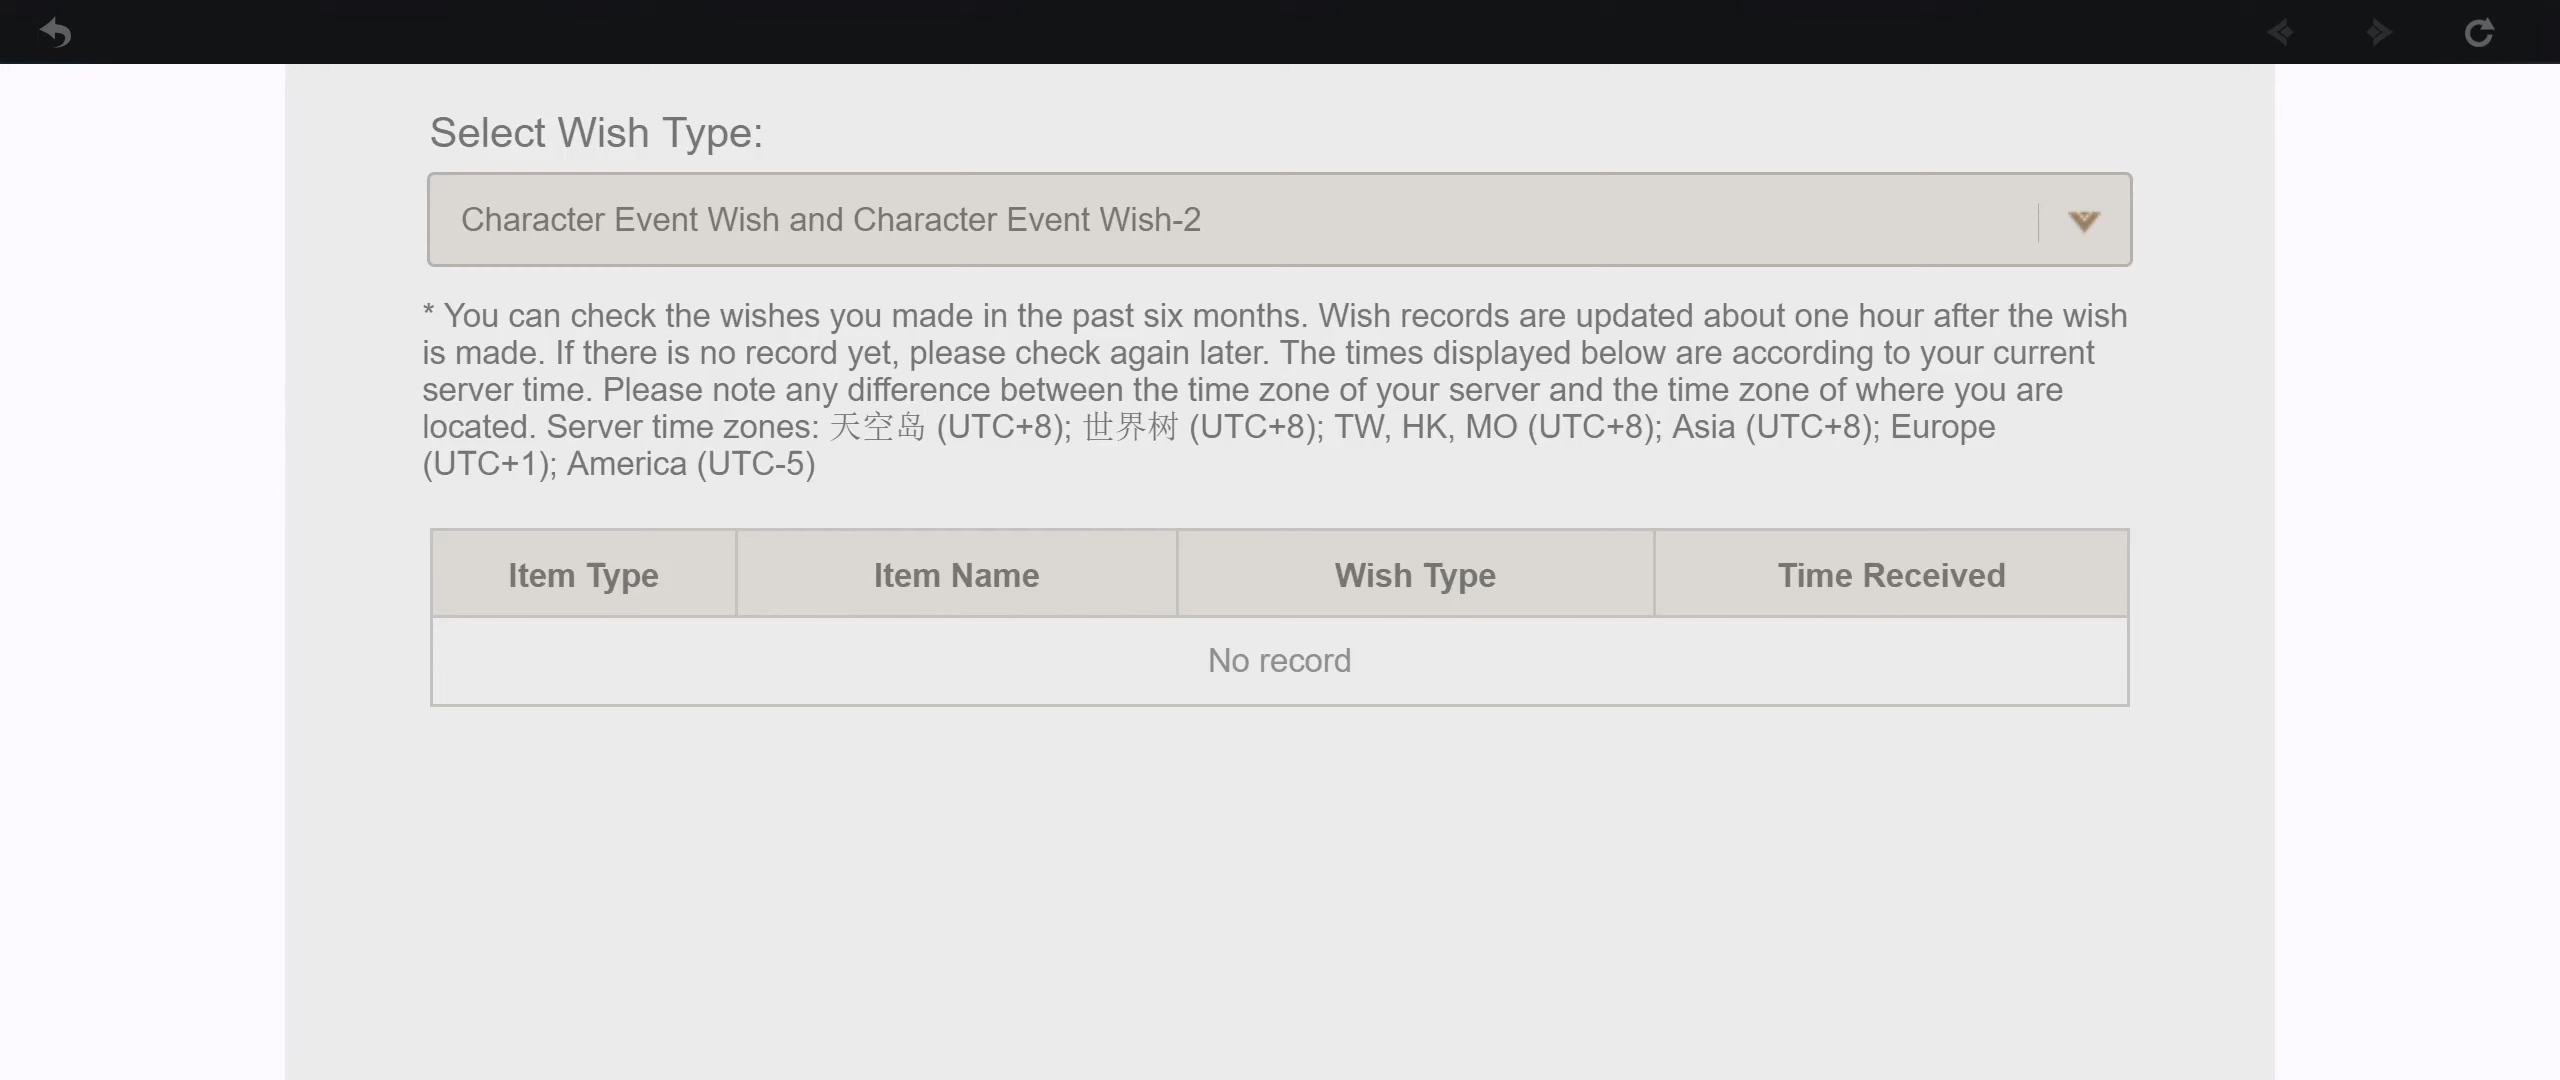 Select Wish Type:
Character Event Wish and Character Event Wish-2
* You can check the wishes you made in the past six months. Wish records are updated about one hour after the wish
is made. If there is no record yet, please check again later. The times displayed below are according to your current
server time. Please note any difference between the time zone of your server and the time zone of where you are
located. Server time zones: 天空岛 (UTC+8); 世界树 (UTC+8); TW, HK, MO (UTC+8); Asia (UTC+8); Europe
(UTC+1); America (UTC-5)
Item Type Item Name Wish Type Time Received
No record